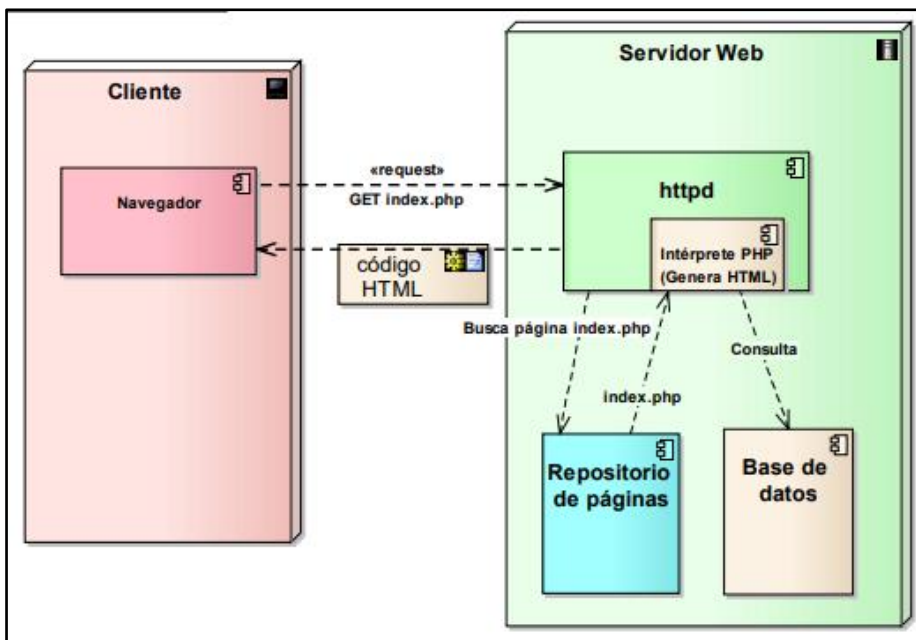 Servidor Web
Cliente
Navegador
«request»
GET index.php
httpd
Intérprete PHP
(Genera HTML)
código
HTML
Busca página index.php
Consulta
index.php
Repositorio
de páginas
Base de
datos